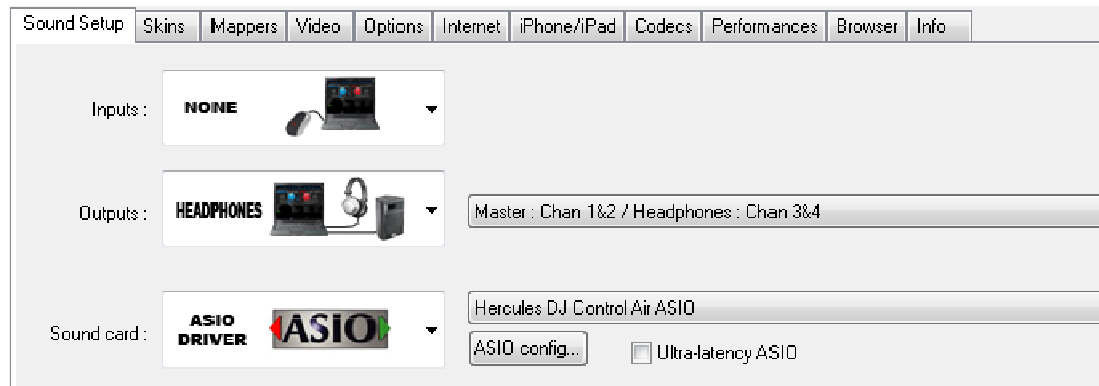 Sound Setup Skins Mappers Video Options Internet iPhone/iPad Codecs Performances Browser Info
Inputs : NONE
Outputs : HEADPHONES Master : Chan 1&2 / Headphones : Chan 3&4
Hercules DJ Control Air ASIO
Sound card : ASIO DRIVER ASIO
ASIO config... Ultra-latency ASIO